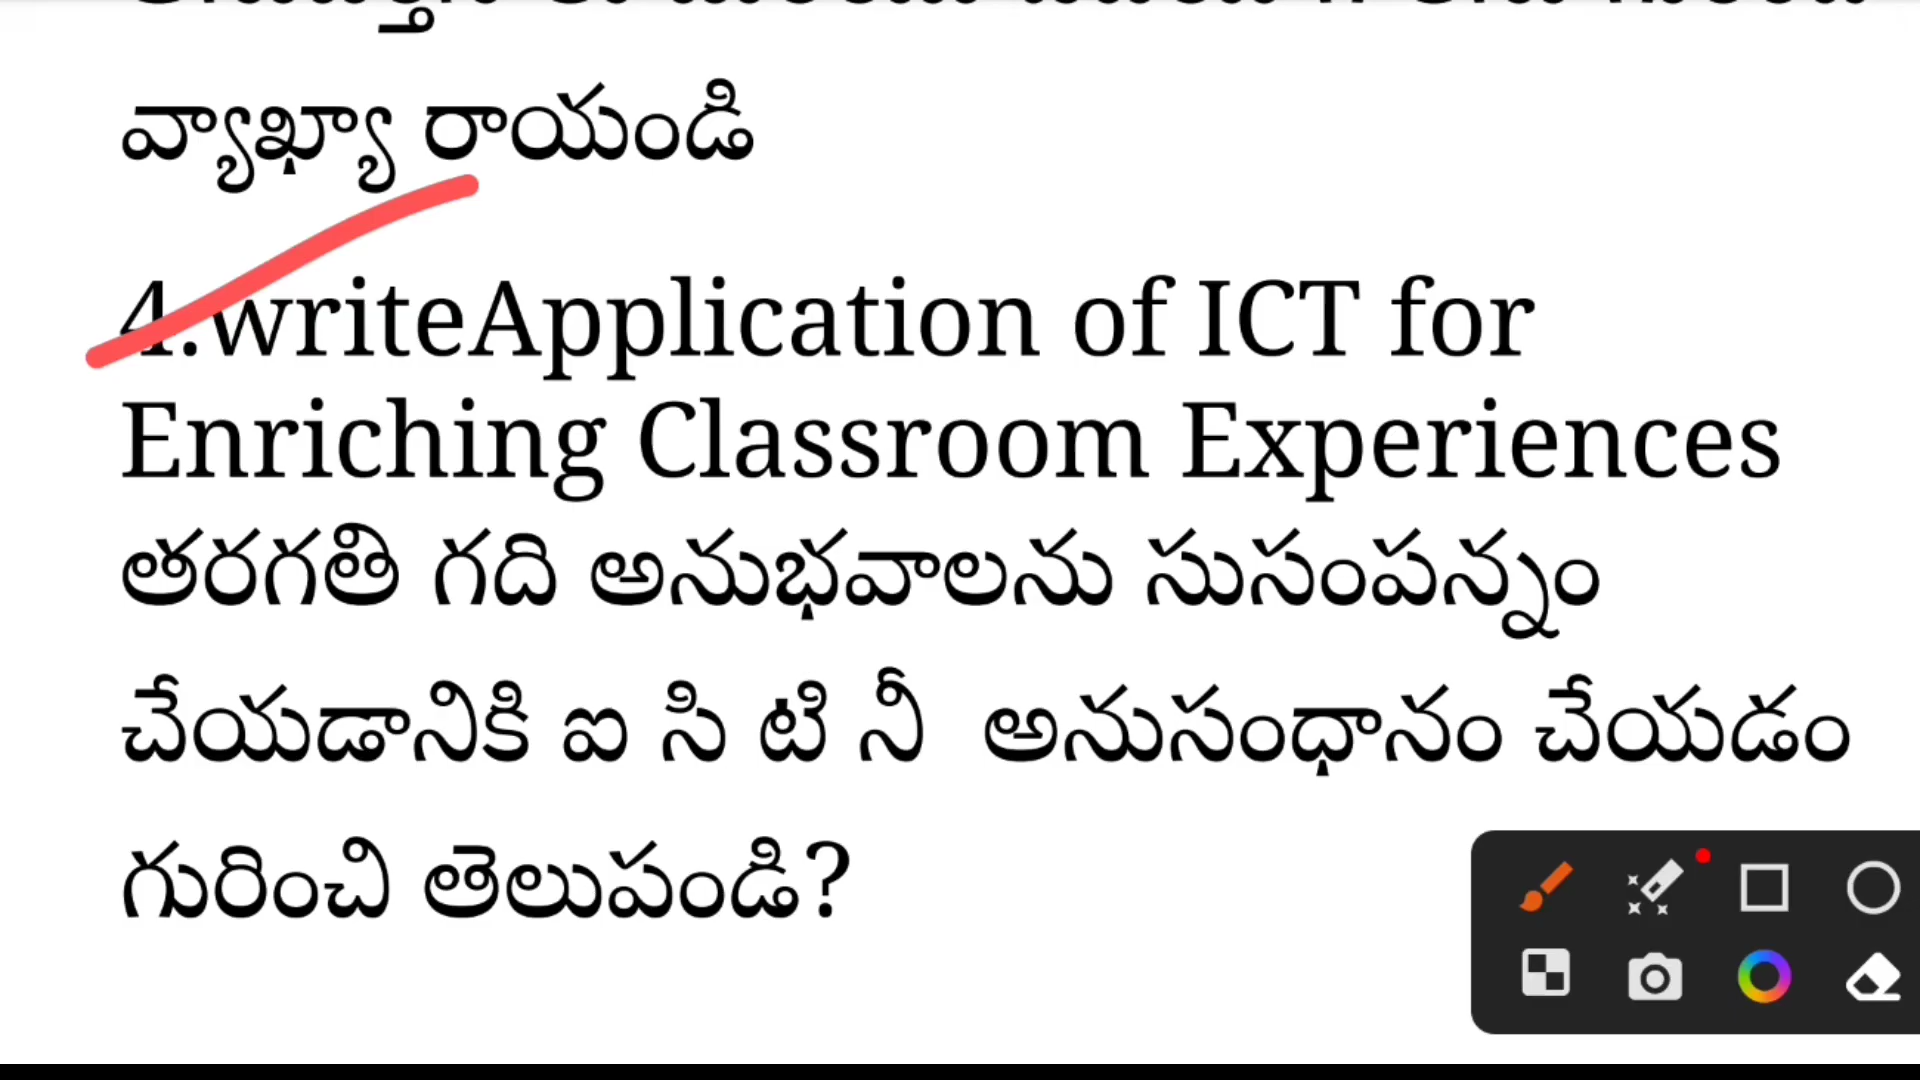 వ్యాఖ్యా రాయండి
4.writeApplication of ICT for
Enriching Classroom Experiences
తరగతి గది అనుభవాలను సుసంపన్నం
చేయడానికి ఐ సి టి నీ అనుసంధానం చేయడం
గురించి తెలుపండి?